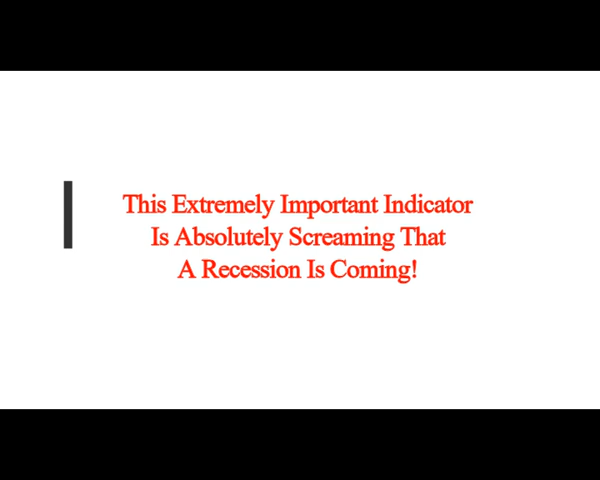 This Extremely Important Indicator
Is Absolutely Screaming That
A Recession Is Coming!